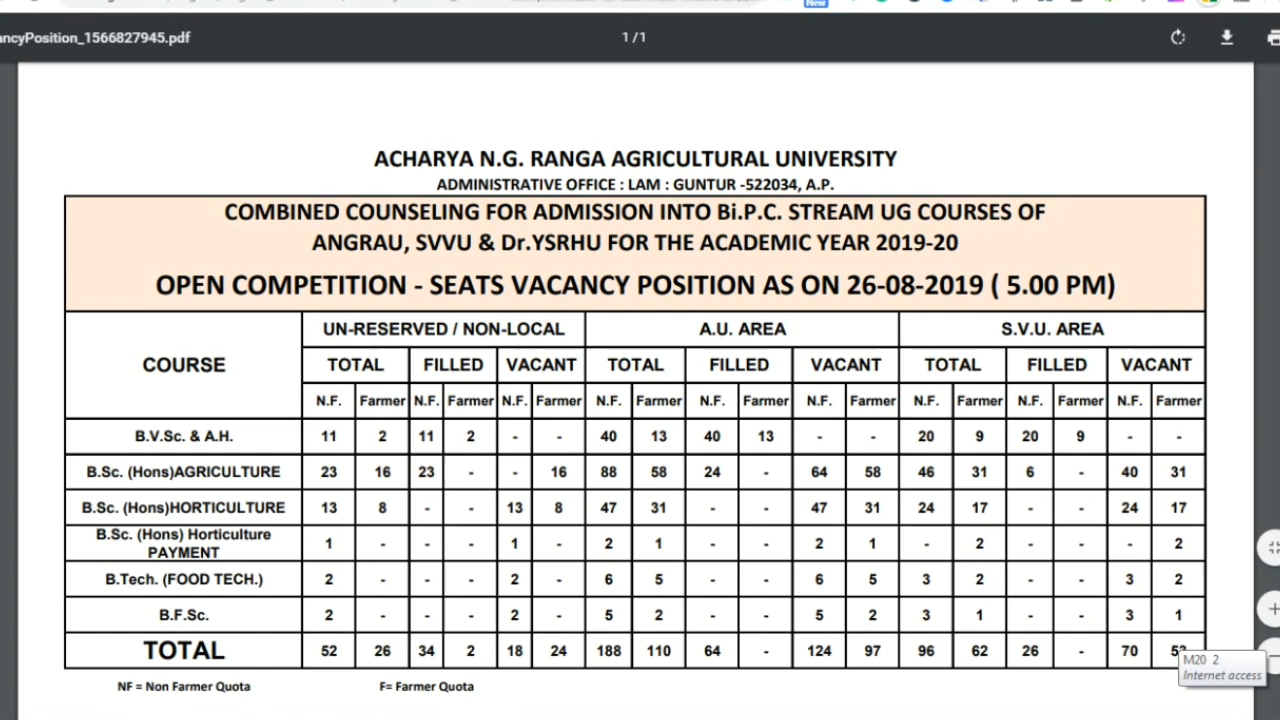 New
ancyPosition_1566827945.pdf 1/1
ACHARYA N.G. RANGA AGRICULTURAL UNIVERSITY
ADMINISTRATIVE OFFICE : LAM : GUNTUR -522034, A.P.
COMBINED COUNSELING FOR ADMISSION INTO Bi.P.C. STREAM UG COURSES OF
ANGRAU, SVVU & Dr.YSRHU FOR THE ACADEMIC YEAR 2019-20
OPEN COMPETITION - SEATS VACANCY POSITION AS ON 26-08-2019 ( 5.00 PM)
COURSE UN-RESERVED / NON-LOCAL A.U. AREA S.V.U. AREA
TOTAL FILLED VACANT TOTAL FILLED VACANT TOTAL FILLED VACANT
N.F. Farmer N.F. Farmer N.F. Farmer N.F. Farmer N.F. Farmer N.F. Farmer N.F. Farmer N.F. Farmer N.F. Farmer
B.V.Sc. & A.H. 11 2 11 2 - - 40 13 40 13 - - 20 9 20 9 - -
B.Sc. (Hons)AGRICULTURE 23 16 23 - - 16 88 58 24 - 64 58 46 31 6 - 40 31
B.Sc. (Hons)HORTICULTURE 13 8 - - 13 8 47 31 - - 47 31 24 17 - - 24 17
B.Sc. (Hons) Horticulture
PAYMENT 1 - - - 1 - 2 1 - - 2 1 - 2 - - - 2
B.Tech. (FOOD TECH.) 2 - - - 2 - 6 5 - - 6 5 3 2 - - 3 2
B.F.Sc. 2 - - - 2 - 5 2 - - 5 2 3 1 - - 3 1
TOTAL 52 26 34 2 18 24 188 110 64 - 124 97 96 62 26 - 70
NF = Non Farmer Quota F= Farmer Quota
M20 2
Internet access